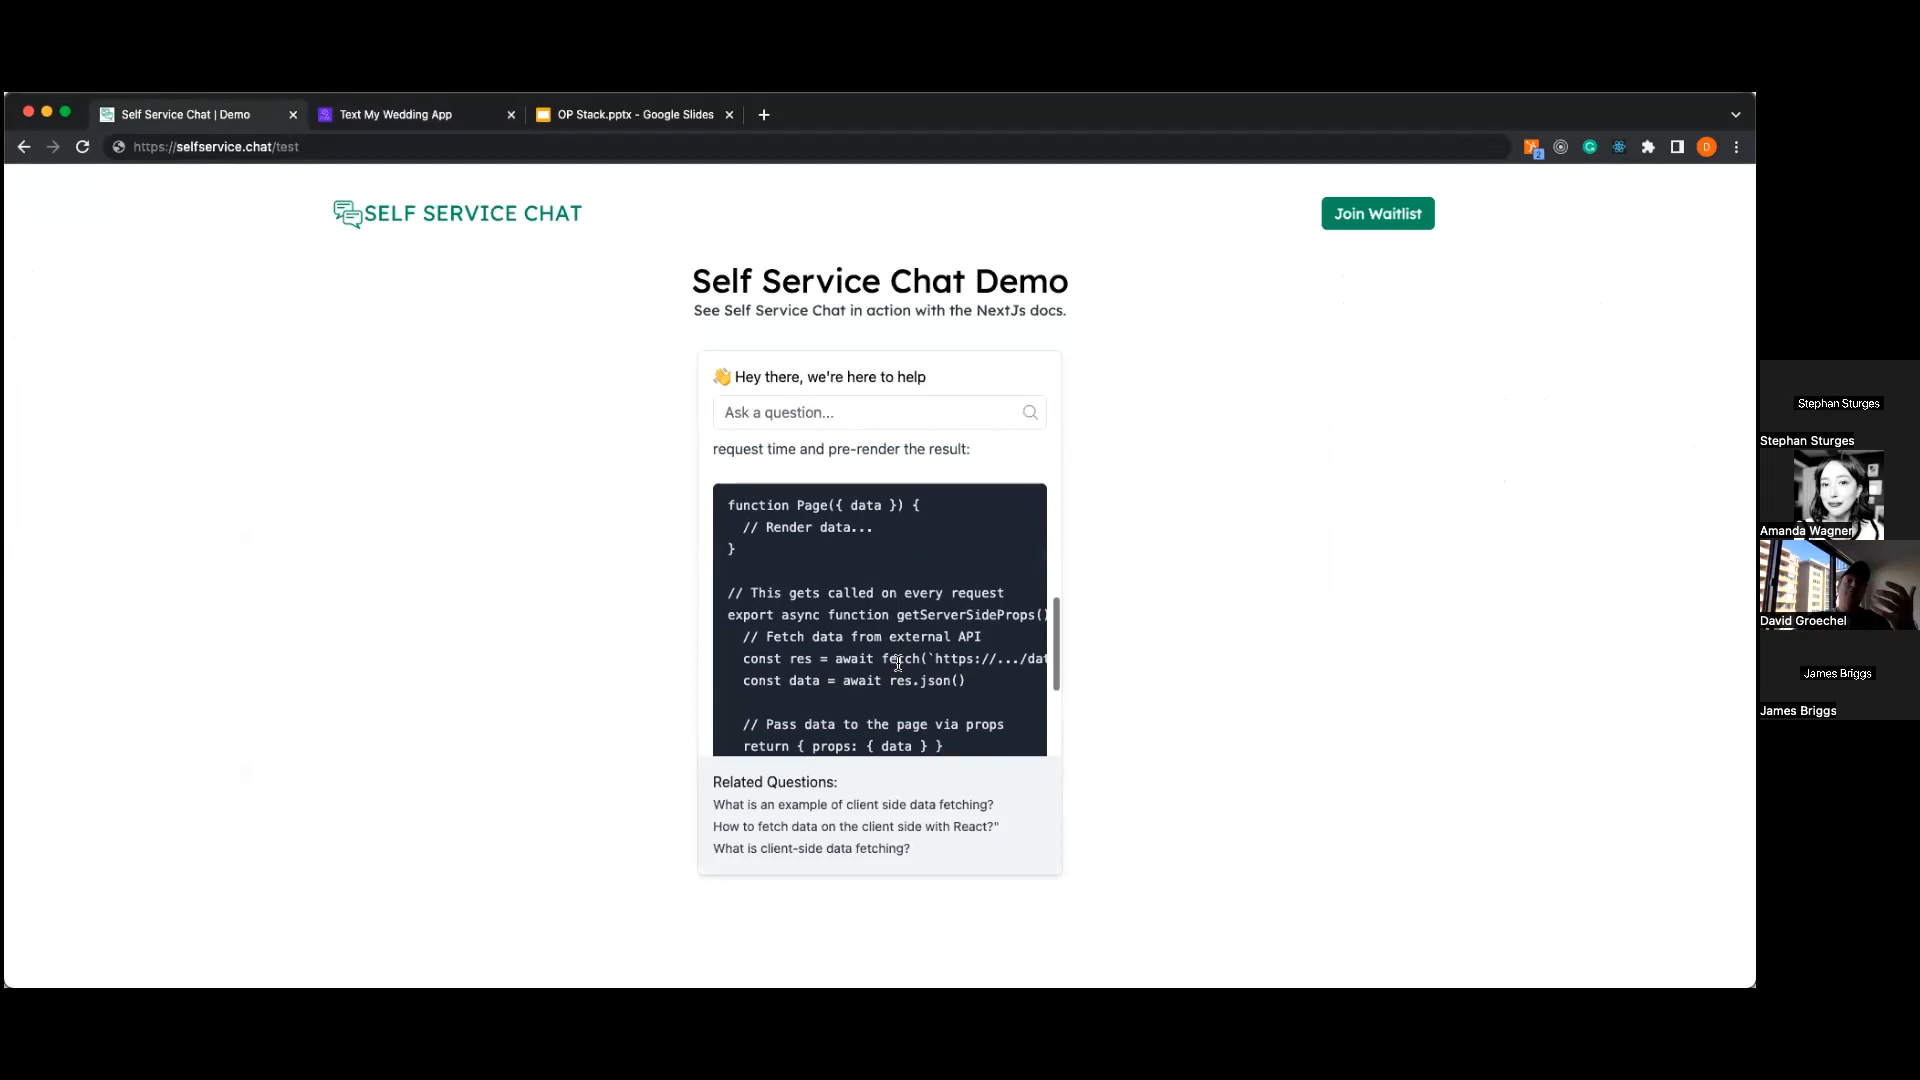 Self Service Chat | Demo
Text My Wedding App
OP Stack.pptx - Google Slides
https://selfservice.chat/test
2
D
SELF SERVICE CHAT
Join Waitlist
Self Service Chat Demo
See Self Service Chat in action with the NextJs docs.
👋 Hey there, we're here to help
Ask a question...
request time and pre-render the result:
function Page({ data }) {
  // Render data...
}
// This gets called on every request
export async function getServerSideProps()
  // Fetch data from external API
  const res = await fetch(`https://.../dat
  const data = await res.json()
  // Pass data to the page via props
  return { props: { data } }
Related Questions:
What is an example of client side data fetching?
How to fetch data on the client side with React?"
What is client-side data fetching?
Stephan Sturges
Stephan Sturges
Amanda Wagner
David Groechel
James Briggs
James Briggs